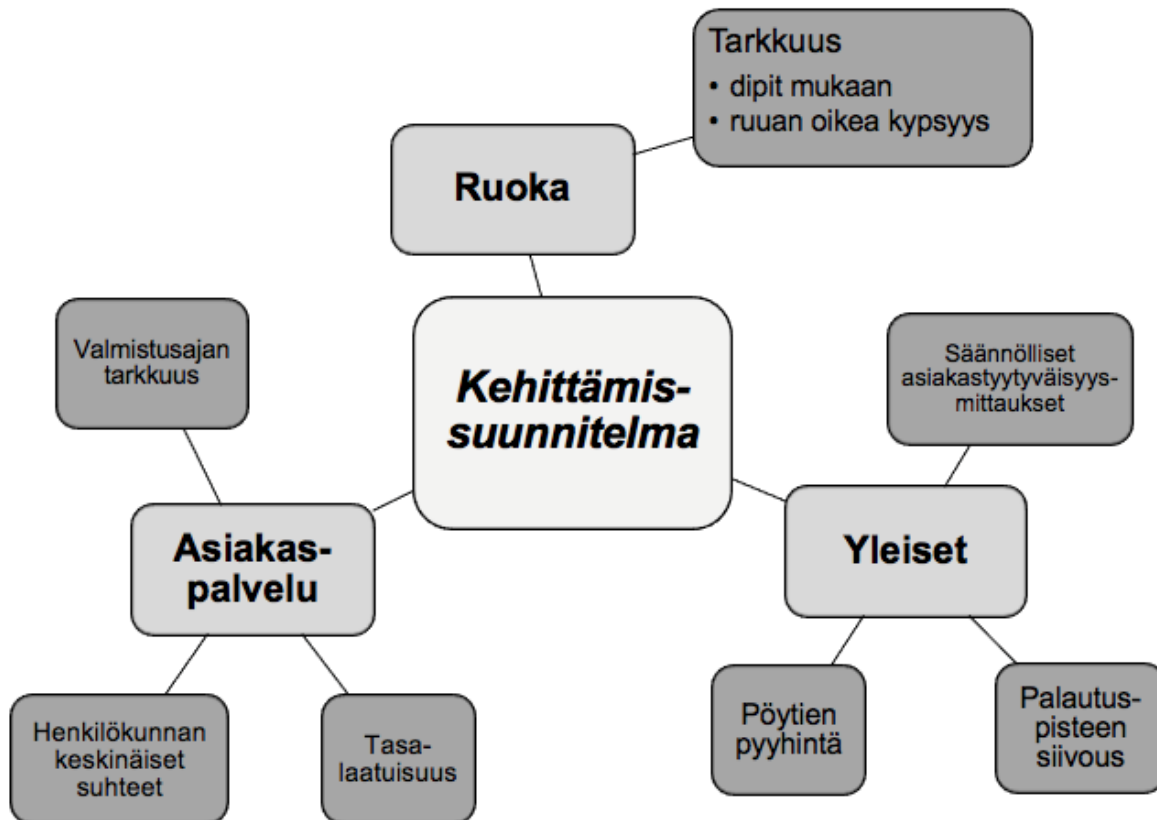 Tarkkuus
• dipit mukaan
• ruuan oikea kypsyys
Ruoka
Valmistusajan
tarkkuus
Kehittämis-
suunnitelma
Säännölliset
asiakastyytyväisyys-
mittaukset
Asiakas-
palvelu
Yleiset
Henkilökunnan
keskinäiset
suhteet
Tasa-
laatuisuus
Pöytien
pyyhintä
Palautus-
pisteen
siivous